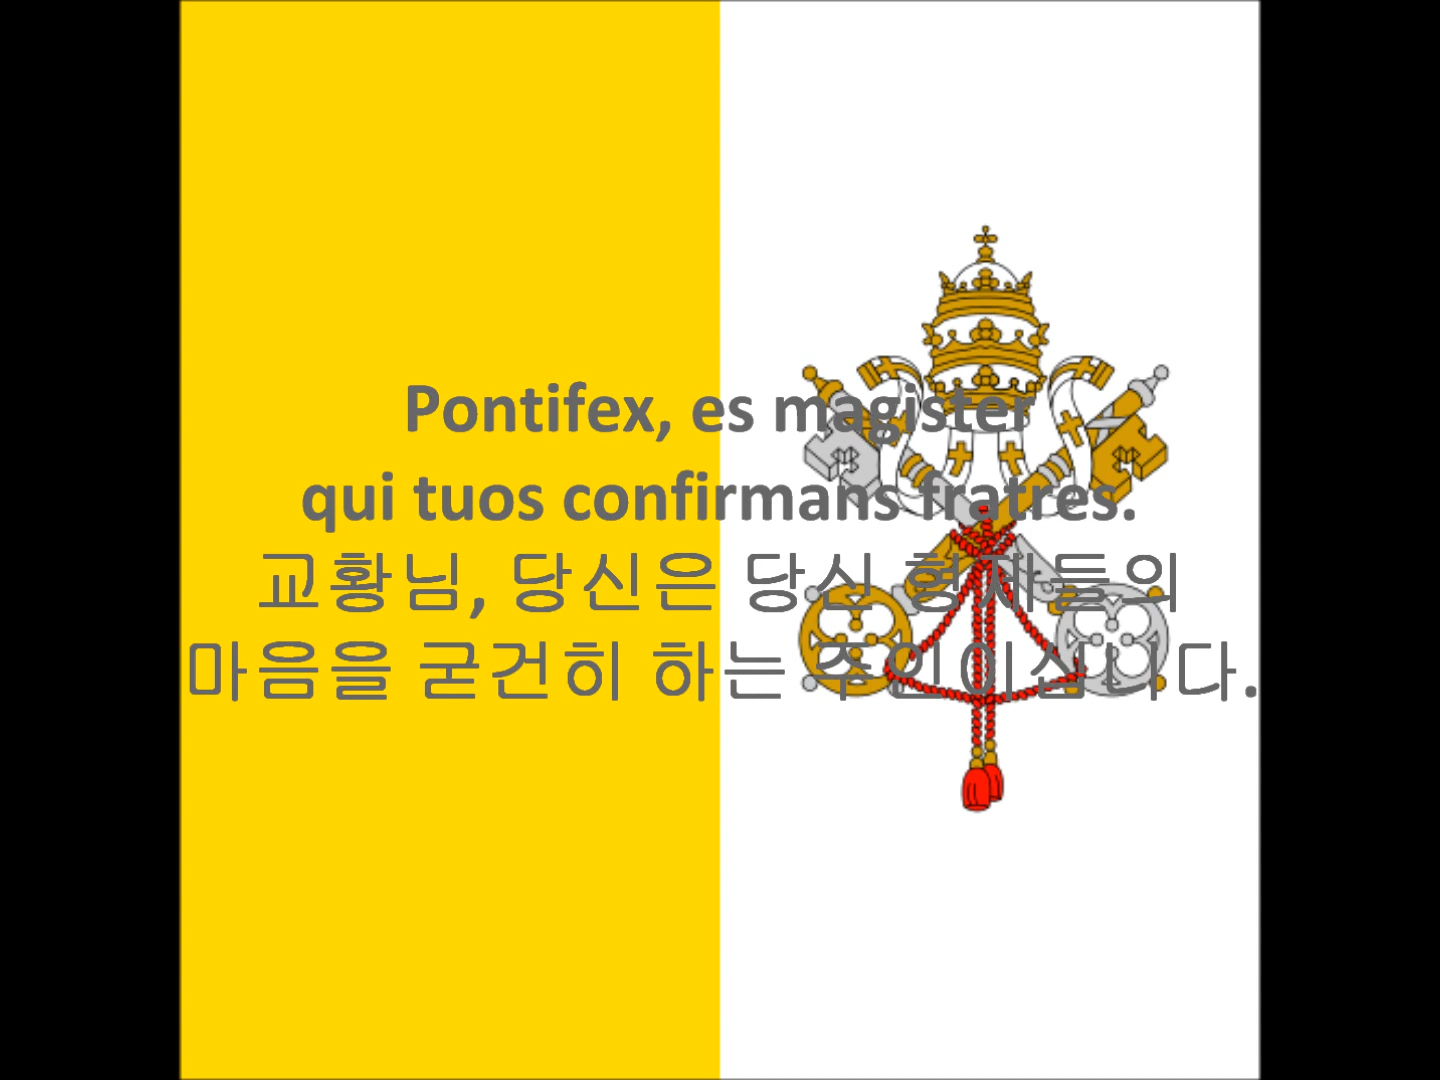 Pontifex, es magister
qui tuos confirmans fratres.
교황님, 당신은 당신 형재들의
마음을 굳건히 하는 주인이십니다.